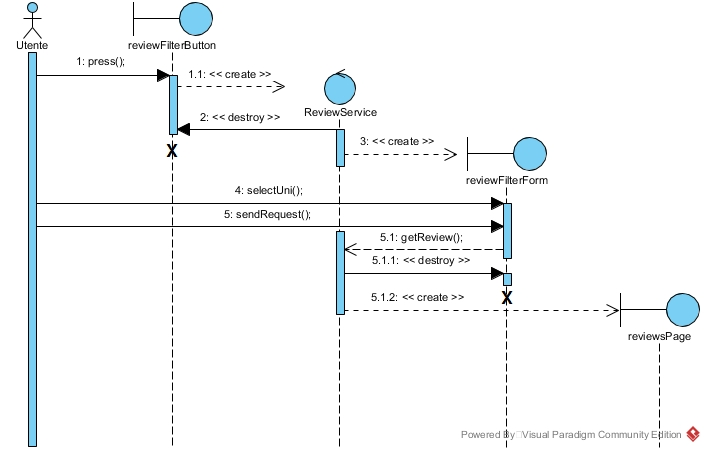 Utente
reviewFilterButton
1: press();
1.1: << create >>
ReviewService
2: << destroy >>
X
3: << create >>
reviewFilterForm
4: selectUni();
5: sendRequest();
5.1: getReview();
5.1.1: << destroy >>
X
5.1.2: << create >>
reviewsPage
Powered By Visual Paradigm Community Edition